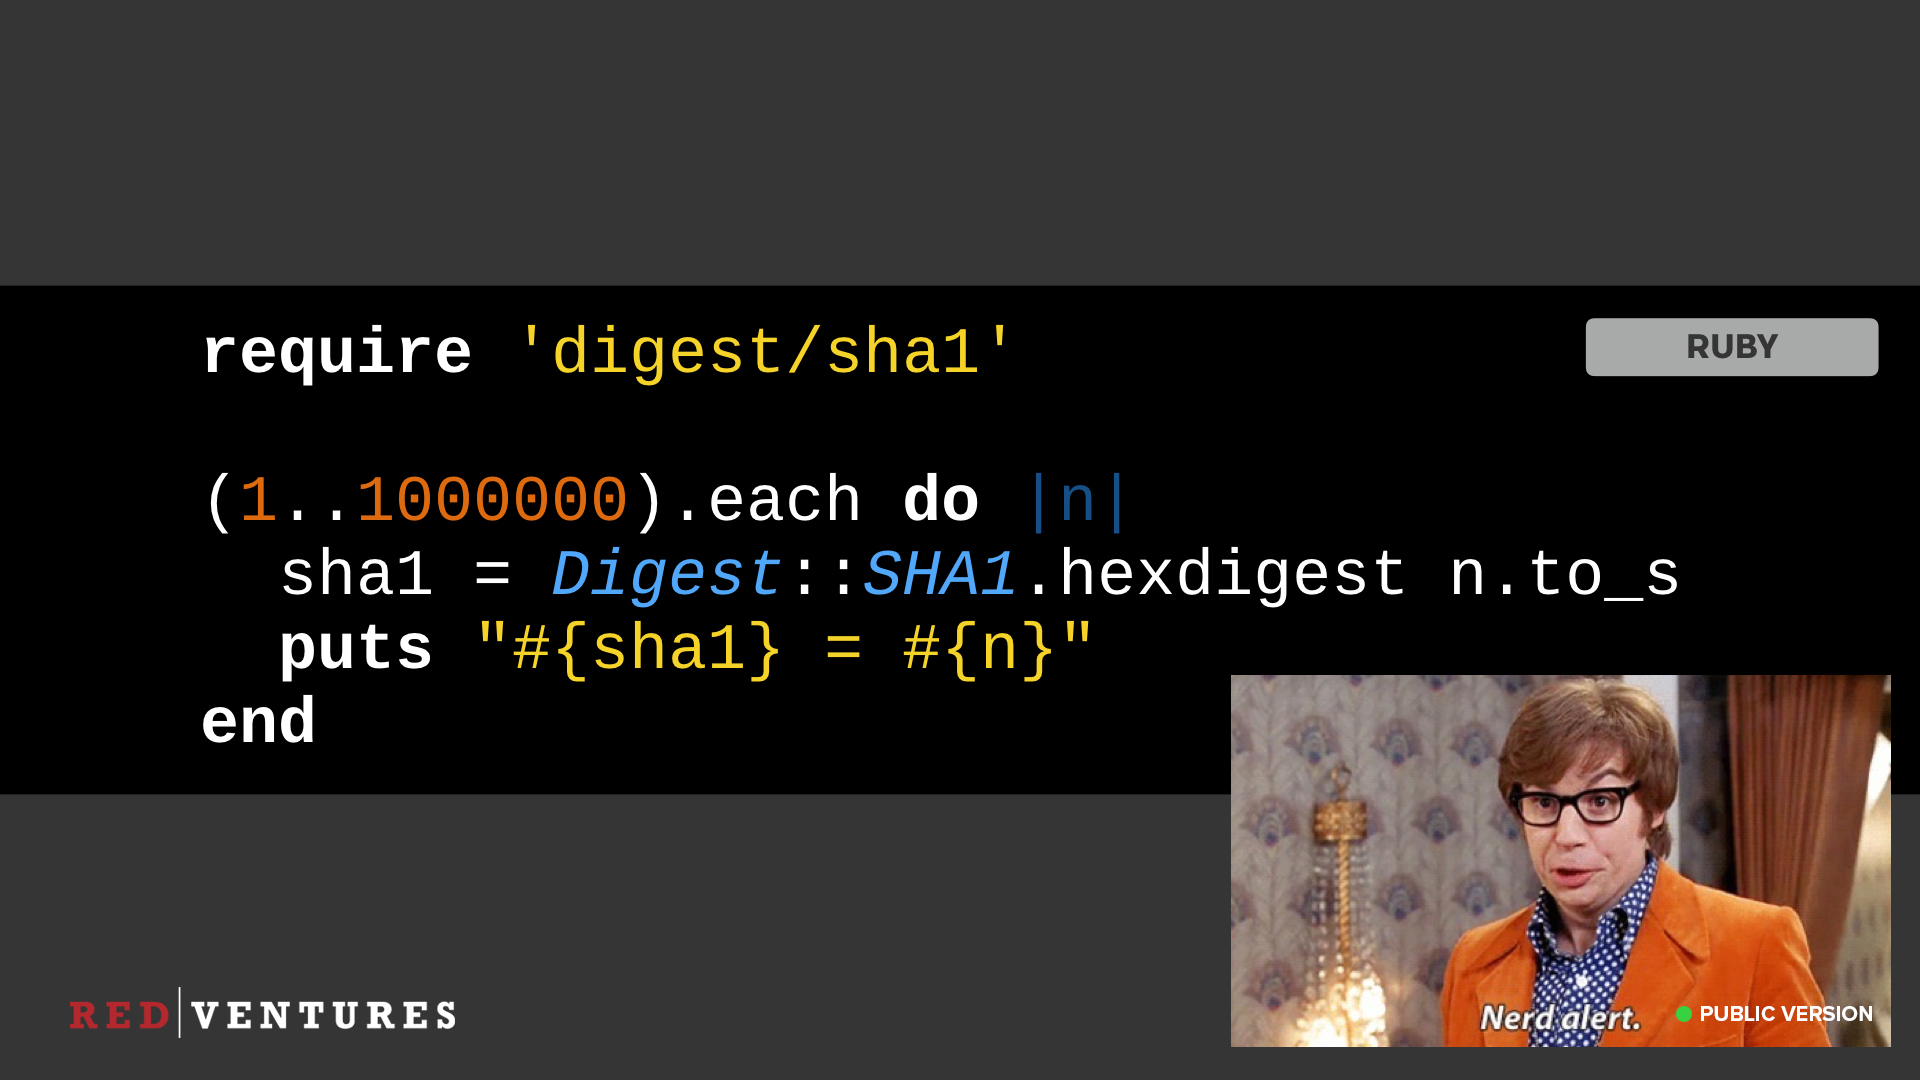 require 'digest/sha1'
RUBY
(1..1000000).each do |n|
  sha1 = Digest::SHA1.hexdigest n.to_s
  puts "#{sha1} = #{n}"
end
Nerd alert.
PUBLIC VERSION
RED VENTURES